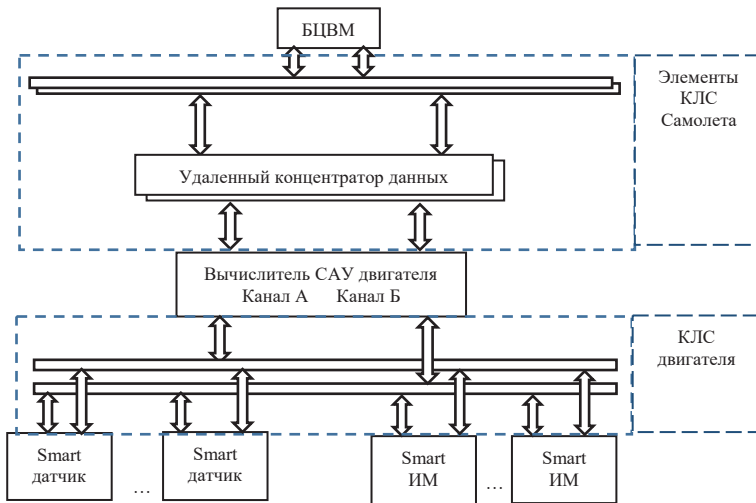 БЦВМ
Элементы
КЛС
Самолета
Удаленный концентратор данных
Вычислитель САУ двигателя
Канал А Канал Б
КЛС
двигателя
Smart
датчик
...
Smart
датчик
Smart
ИМ
...
Smart
ИМ